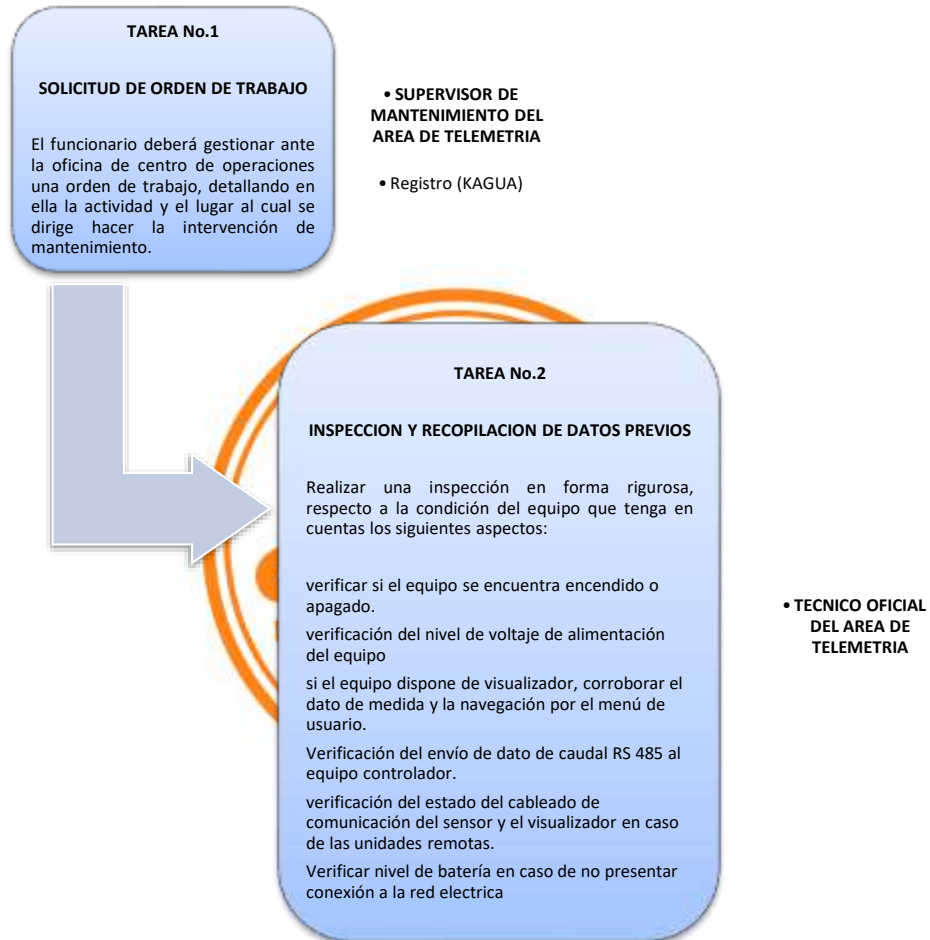 TAREA No.1
SOLICITUD DE ORDEN DE TRABAJO
El funcionario deberá gestionar ante
la oficina de centro de operaciones
una orden de trabajo, detallando en
ella la actividad y el lugar al cual se
dirige hacer la intervención de
mantenimiento.
• SUPERVISOR DE
MANTENIMIENTO DEL
AREA DE TELEMETRIA
• Registro (KAGUA)
TAREA No.2
INSPECCION Y RECOPILACION DE DATOS PREVIOS
Realizar una inspección en forma rigurosa,
respecto a la condición del equipo que tenga en
cuentas los siguientes aspectos:
verificar si el equipo se encuentra encendido o
apagado.
verificación del nivel de voltaje de alimentación
del equipo
si el equipo dispone de visualizador, corroborar el
dato de medida y la navegación por el menú de
usuario.
Verificación del envío de dato de caudal RS 485 al
equipo controlador.
verificación del estado del cableado de
comunicación del sensor y el visualizador en caso
de las unidades remotas.
Verificar nivel de batería en caso de no presentar
conexión a la red electrica
• TECNICO OFICIAL
DEL AREA DE
TELEMETRIA